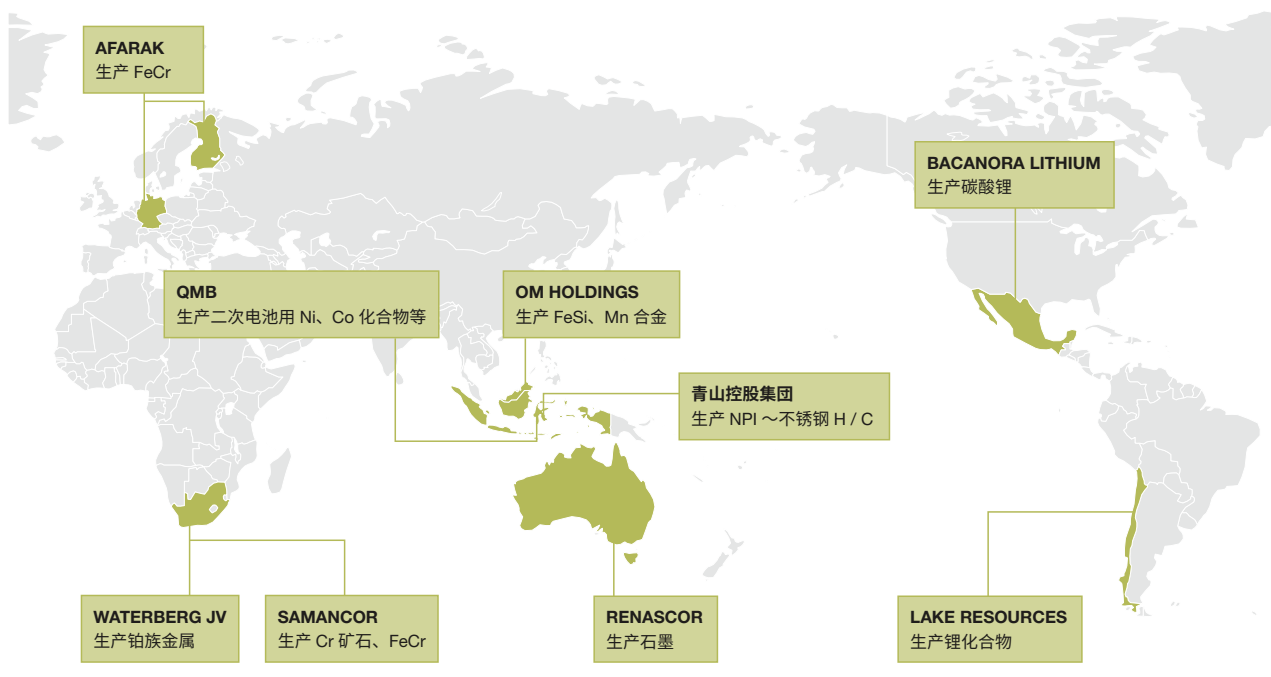 AFARAK
生产 FeCr
BACANORA LITHIUM
生产碳酸锂
QMB
生产二次电池用 Ni、Co 化合物等
OM HOLDINGS
生产 FeSi、Mn 合金
青山控股集团
生产 NPI ～不锈钢 H / C
WATERBERG JV
生产铂族金属
SAMANCOR
生产 Cr 矿石、FeCr
RENASCOR
生产石墨
LAKE RESOURCES
生产锂化合物